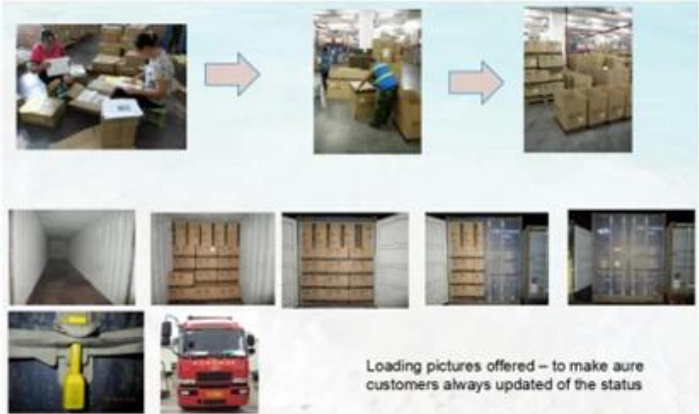 Loading pictures offered – to make aure
customers always updated of the status